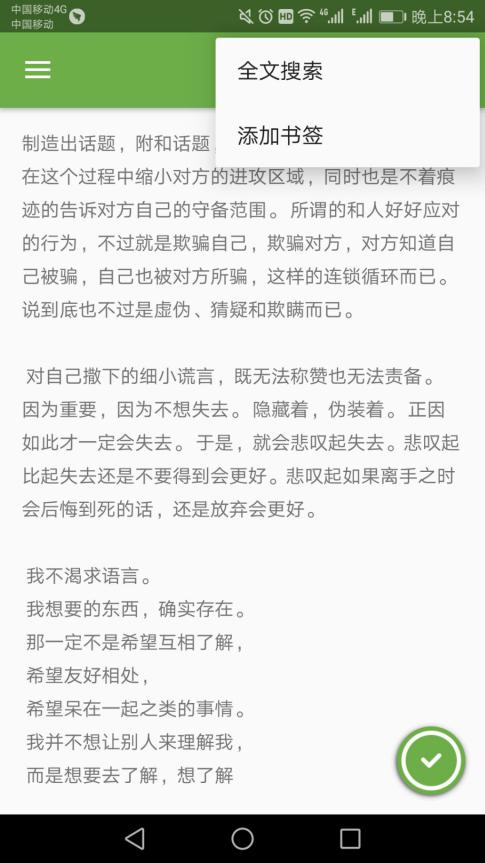 中国移动4G
中国移动
HD
4G
E
晚上8:54
全文搜索
添加书签
制造出话题，附和话题，
在这个过程中缩小对方的进攻区域，同时也是不着痕
迹的告诉对方自己的守备范围。所谓的和人好好应对
的行为，不过就是欺骗自己，欺骗对方，对方知道自
己被骗，自己也被对方所骗，这样的连锁循环而已。
说到底也不过是虚伪、猜疑和欺瞒而已。
对自己撒下的细小谎言，既无法称赞也无法责备。
因为重要，因为不想失去。隐藏着，伪装着。正因
如此才一定会失去。于是，就会悲叹起失去。悲叹起
比起失去还是不要得到会更好。悲叹起如果离手之时
会后悔到死的话，还是放弃会更好。
我不渴求语言。
我想要的东西，确实存在。
那一定不是希望互相了解，
希望友好相处，
希望呆在一起之类的事情。
我并不想让别人来理解我，
而是想要去了解，想了解